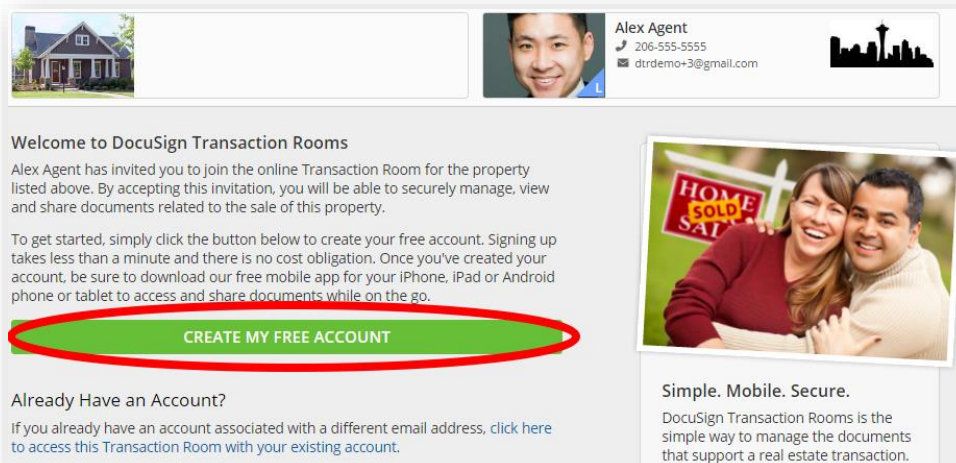 Alex Agent
206-555-5555
dtrdemo+3@gmail.com
L
Welcome to DocuSign Transaction Rooms
Alex Agent has invited you to join the online Transaction Room for the property
listed above. By accepting this invitation, you will be able to securely manage, view
and share documents related to the sale of this property.
To get started, simply click the button below to create your free account. Signing up
takes less than a minute and there is no cost obligation. Once you've created your
account, be sure to download our free mobile app for your iPhone, iPad or Android
phone or tablet to access and share documents while on the go.
CREATE MY FREE ACCOUNT
Already Have an Account?
If you already have an account associated with a different email address, click here
to access this Transaction Room with your existing account.
HOME
SOLD
SALE
Simple. Mobile. Secure.
DocuSign Transaction Rooms is the
simple way to manage the documents
that support a real estate transaction.